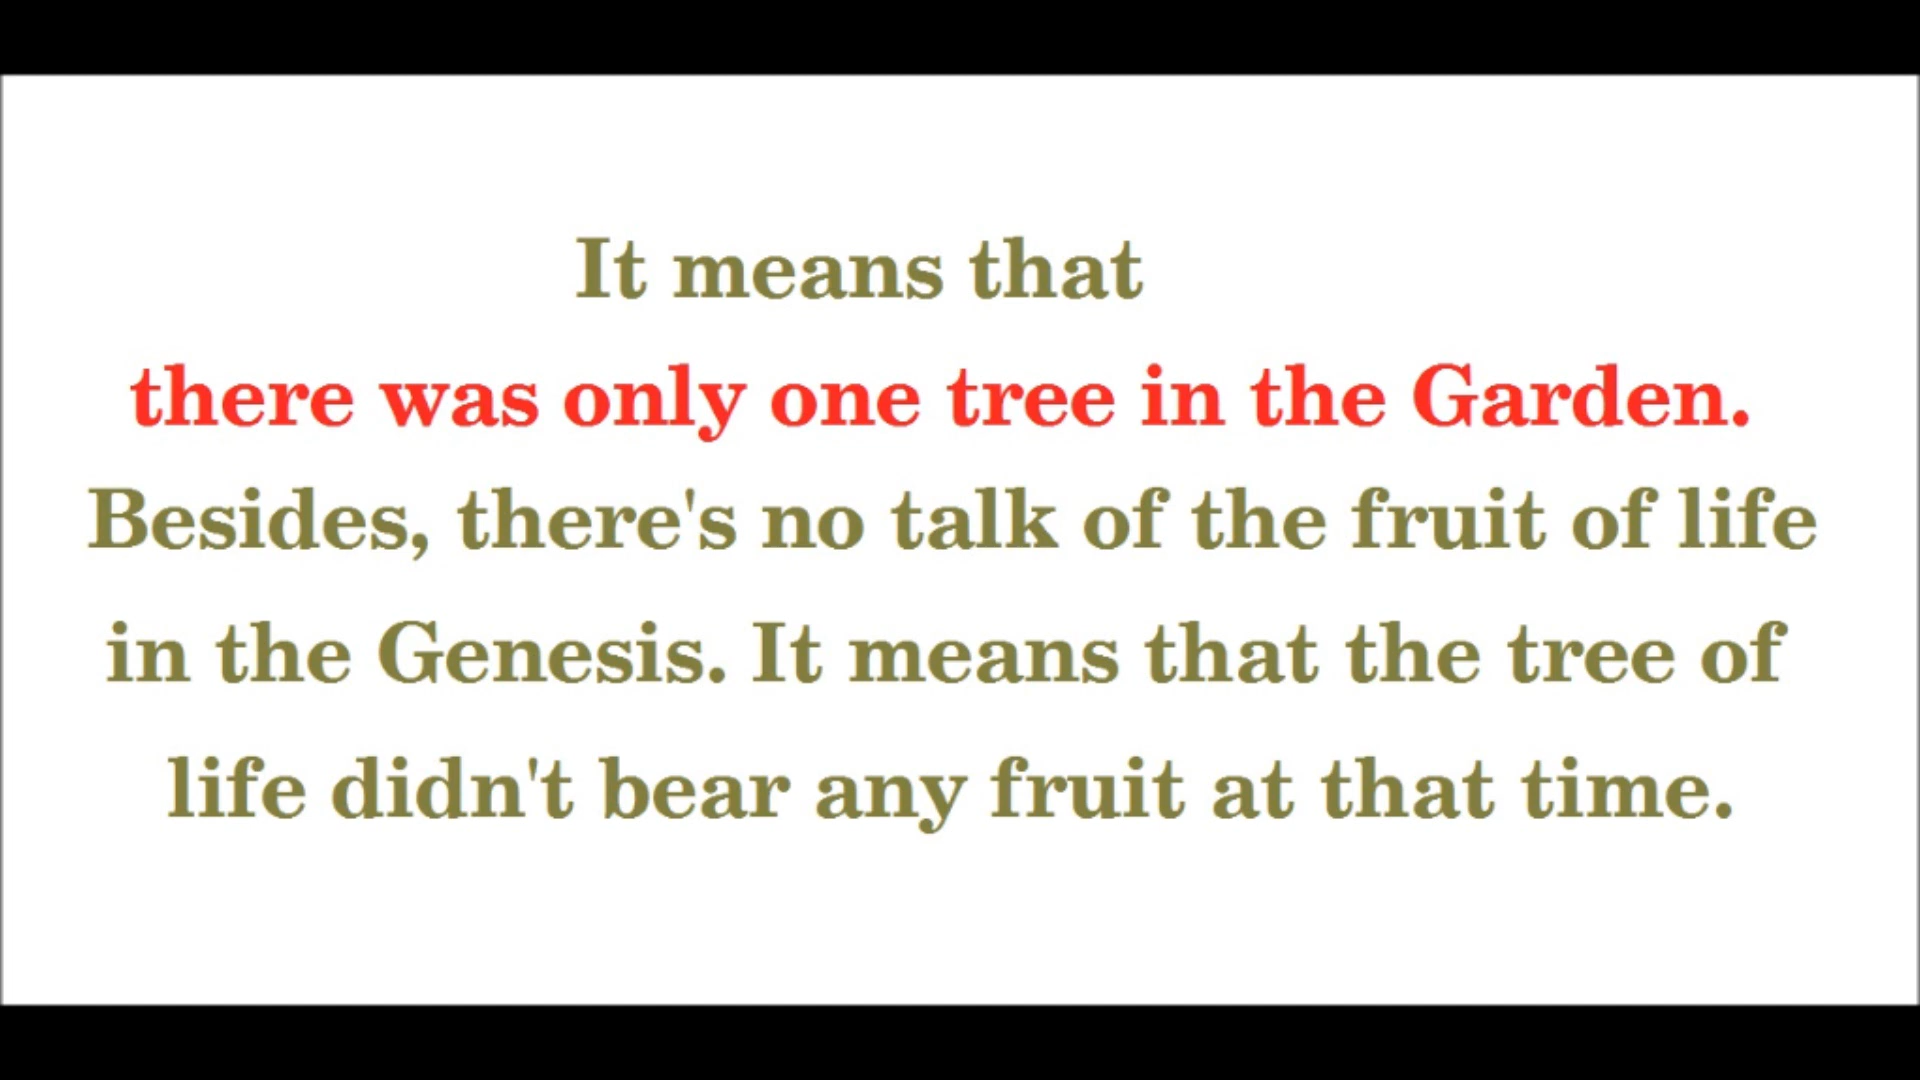 It means that
there was only one tree in the Garden.
Besides, there's no talk of the fruit of life
in the Genesis. It means that the tree of
life didn't bear any fruit at that time.